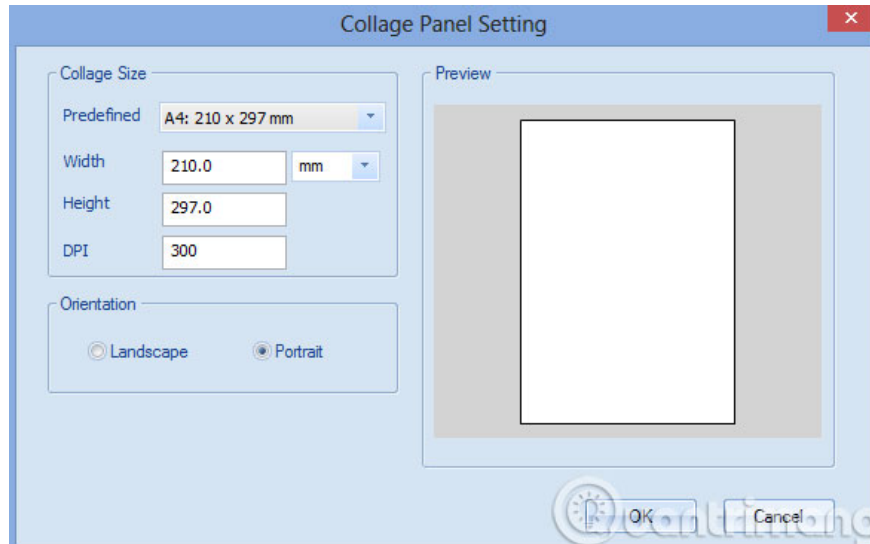 Collage Panel Setting
Collage Size
Predefined A4: 210 x 297 mm
Width 210.0 mm
Height 297.0
DPI 300
Orientation
Landscape Portrait
Preview
OK Cancel
uantrimang